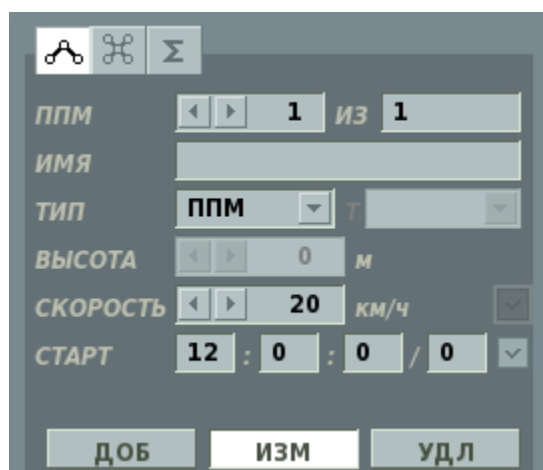 Σ
ППМ 1 ИЗ 1
ИМЯ
ТИП ППМ Т.
ВЫСОТА 0 М
СКОРОСТЬ 20 КМ/Ч
СТАРТ 12 : 0 : 0 / 0
ДОБ ИЗМ УДЛ